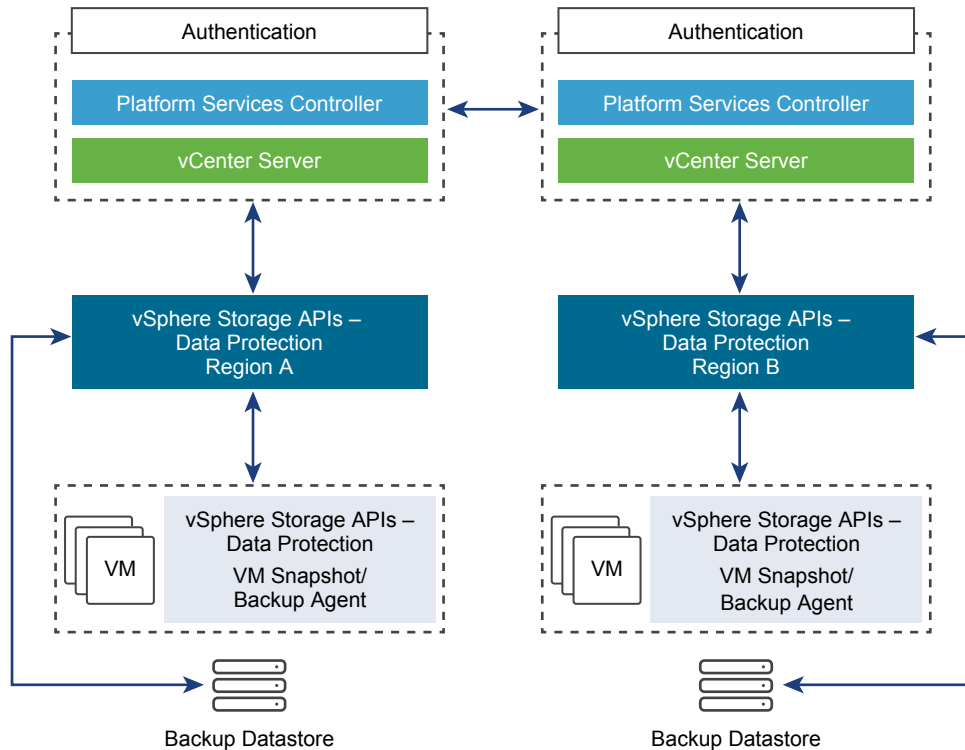 Authentication
Platform Services Controller
vCenter Server
vSphere Storage APIs –
Data Protection
Region A
VM
vSphere Storage APIs –
Data Protection
VM Snapshot/
Backup Agent
Backup Datastore
Authentication
Platform Services Controller
vCenter Server
vSphere Storage APIs –
Data Protection
Region B
VM
vSphere Storage APIs –
Data Protection
VM Snapshot/
Backup Agent
Backup Datastore